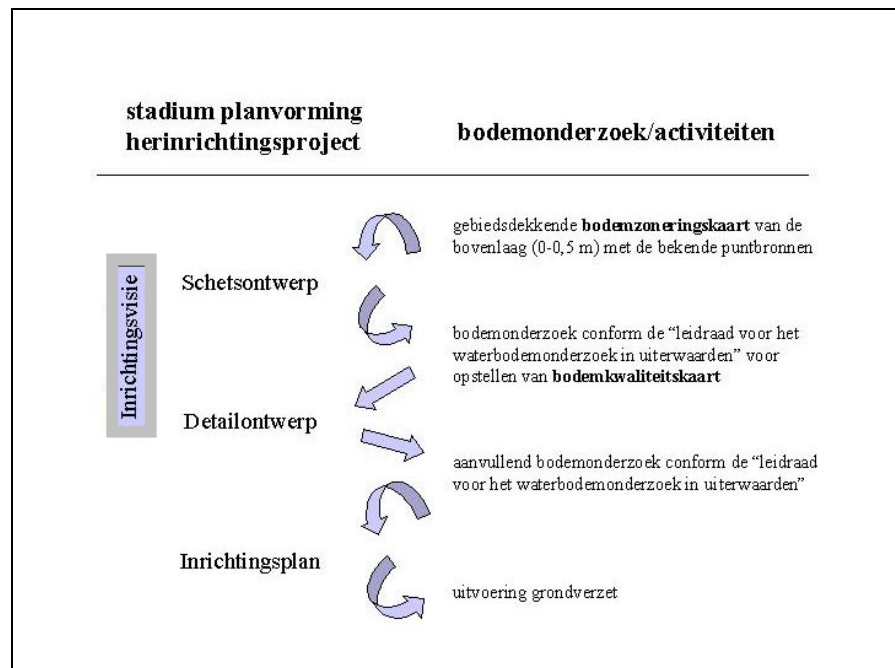 stadium planvorming
herinrichtingsproject
bodemonderzoek/activiteiten
gebiedsdekkende bodemzoneringskaart van de
bovenlaag (0-0,5 m) met de bekende puntbronnen
Inrichtingsvisie
Schetsontwerp
bodemonderzoek conform de “leidraad voor het
waterbodemonderzoek in uiterwaarden” voor
opstellen van bodemkwaliteitskaart
Detailontwerp
aanvullend bodemonderzoek conform de “leidraad
voor het waterbodemonderzoek in uiterwaarden”
Inrichtingsplan
uitvoering grondverzet